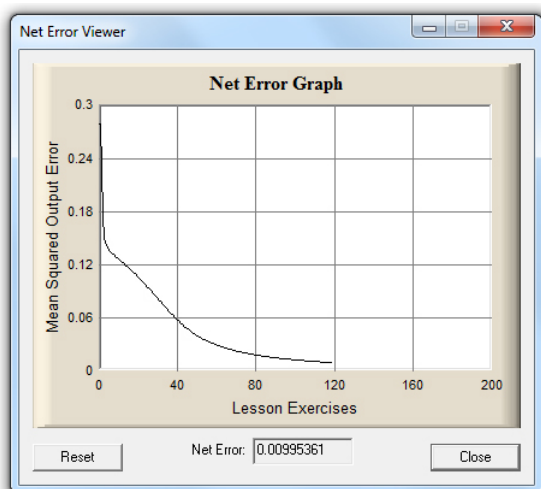 Net Error Viewer
Net Error Graph
Mean Squared Output Error
0.3
0.24
0.18
0.12
0.06
0
0 40 80 120 160 200
Lesson Exercises
Reset
Net Error: 0.00995361
Close